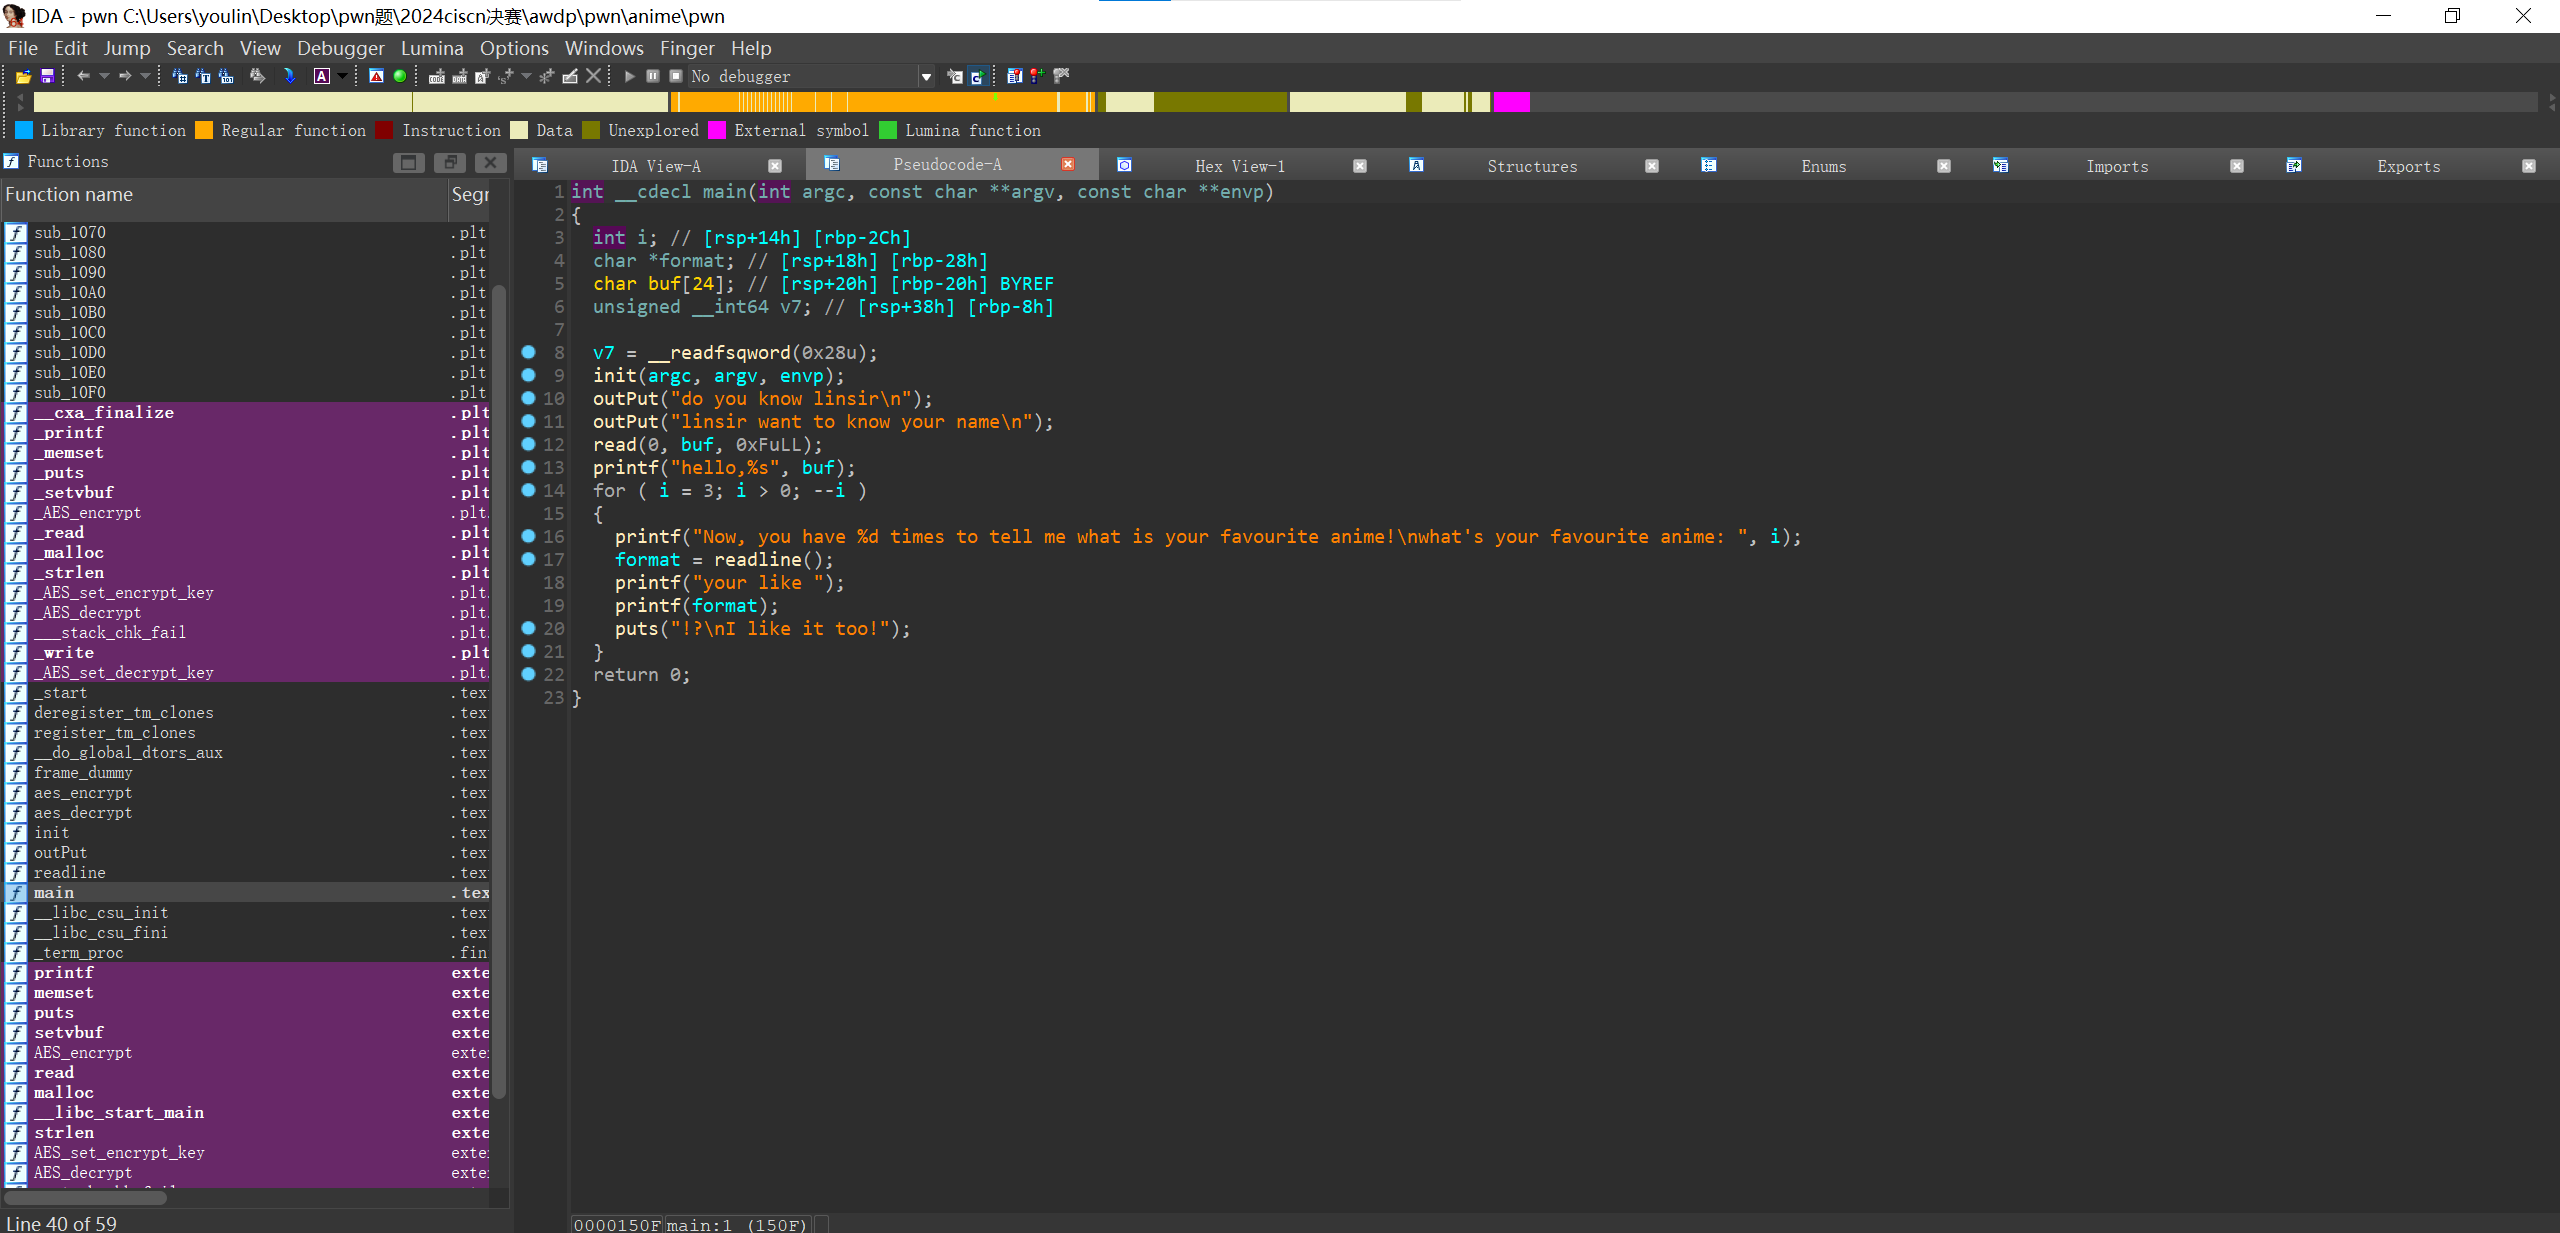 IDA - pwn C:\Users\youlin\Desktop\pwn题\2024ciscn决赛\awdp\pwn\anime\pwn
File Edit Jump Search View Debugger Lumina Options Windows Finger Help
No debugger
Library function Regular function Instruction Data Unexplored External symbol Lumina function
Functions
Function name Segr
sub_1070 .plt
sub_1080 .plt
sub_1090 .plt
sub_10A0 .plt
sub_10B0 .plt
sub_10C0 .plt
sub_10D0 .plt
sub_10E0 .plt
sub_10F0 .plt
__cxa_finalize .plt
_printf .plt
_memset .plt
_puts .plt
_setvbuf .plt
_AES_encrypt .plt.
_read .plt
_malloc .plt
_strlen .plt
_AES_set_encrypt_key .plt.
_AES_decrypt .plt.
___stack_chk_fail .plt.
_write .plt
_AES_set_decrypt_key .plt.
_start .tex
deregister_tm_clones .tex
register_tm_clones .tex
__do_global_dtors_aux .tex
frame_dummy .tex
aes_encrypt .tex
aes_decrypt .tex
init .tex
outPut .tex
readline .tex
main .tex
__libc_csu_init .tex
__libc_csu_fini .tex
_term_proc .fin
printf exte
memset exte
puts exte
setvbuf exte
AES_encrypt exte
read exte
malloc exte
__libc_start_main exte
strlen exte
AES_set_encrypt_key exte
AES_decrypt exte
Line 40 of 59
IDA View-A Pseudocode-A Hex View-1 Structures Enums Imports Exports
1 int __cdecl main(int argc, const char **argv, const char **envp)
2 {
3 int i; // [rsp+14h] [rbp-2Ch]
4 char *format; // [rsp+18h] [rbp-28h]
5 char buf[24]; // [rsp+20h] [rbp-20h] BYREF
6 unsigned __int64 v7; // [rsp+38h] [rbp-8h]
7
8 v7 = __readfsqword(0x28u);
9 init(argc, argv, envp);
10 outPut("do you know linsir\n");
11 outPut("linsir want to know your name\n");
12 read(0, buf, 0xFuLL);
13 printf("hello,%s", buf);
14 for ( i = 3; i > 0; --i )
15 {
16 printf("Now, you have %d times to tell me what is your favourite anime!\nwhat's your favourite anime: ", i);
17 format = readline();
18 printf("your like ");
19 printf(format);
20 puts("!?\nI like it too!");
21 }
22 return 0;
23 }
0000150F main:1 (150F)